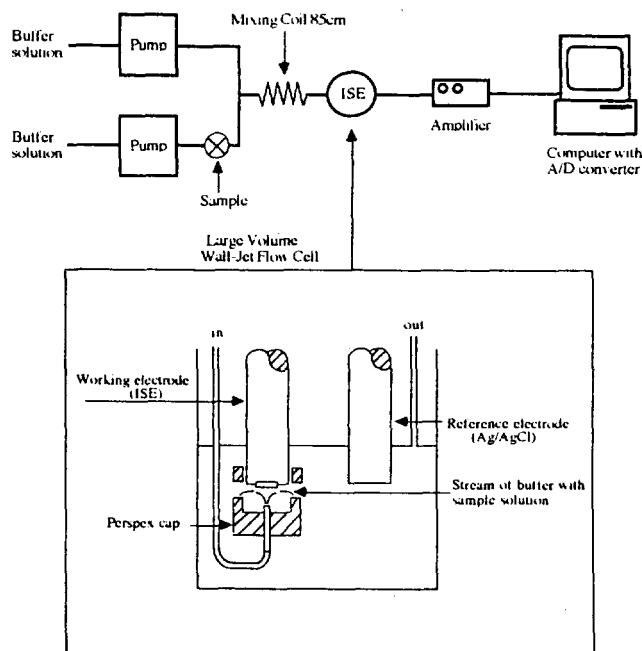 Mixing Coil 85cm
Buffer
solution
Pump
ISE
Amplifier
Computer with
A/D converter
Buffer
solution
Pump
Sample
Large Volume
Wall-Jet Flow Cell
in
out
Working electrode
(ISE)
Reference electrode
(Ag/AgCl)
Stream of buffer with
sample solution
Perspex cap